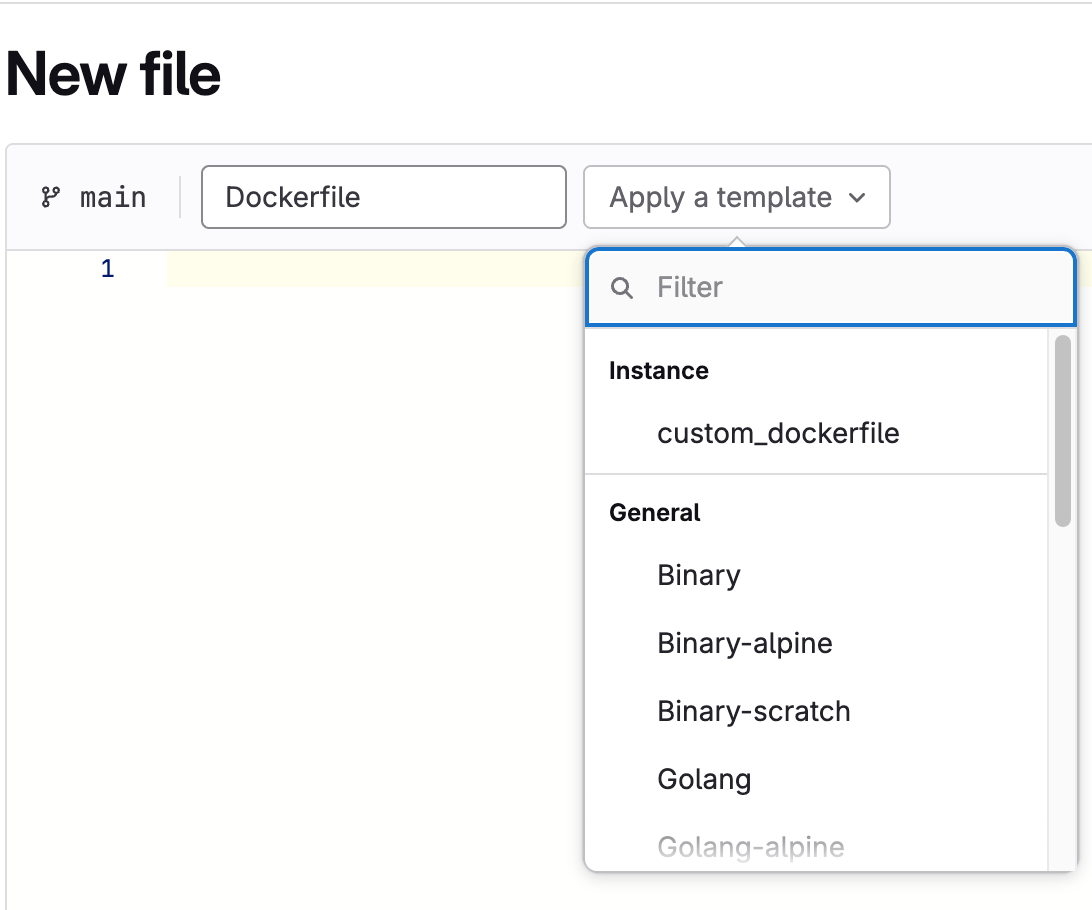 New file
main Dockerfile Apply a template
1
Filter
Instance
custom_dockerfile
General
Binary
Binary-alpine
Binary-scratch
Golang
Golang-alpine